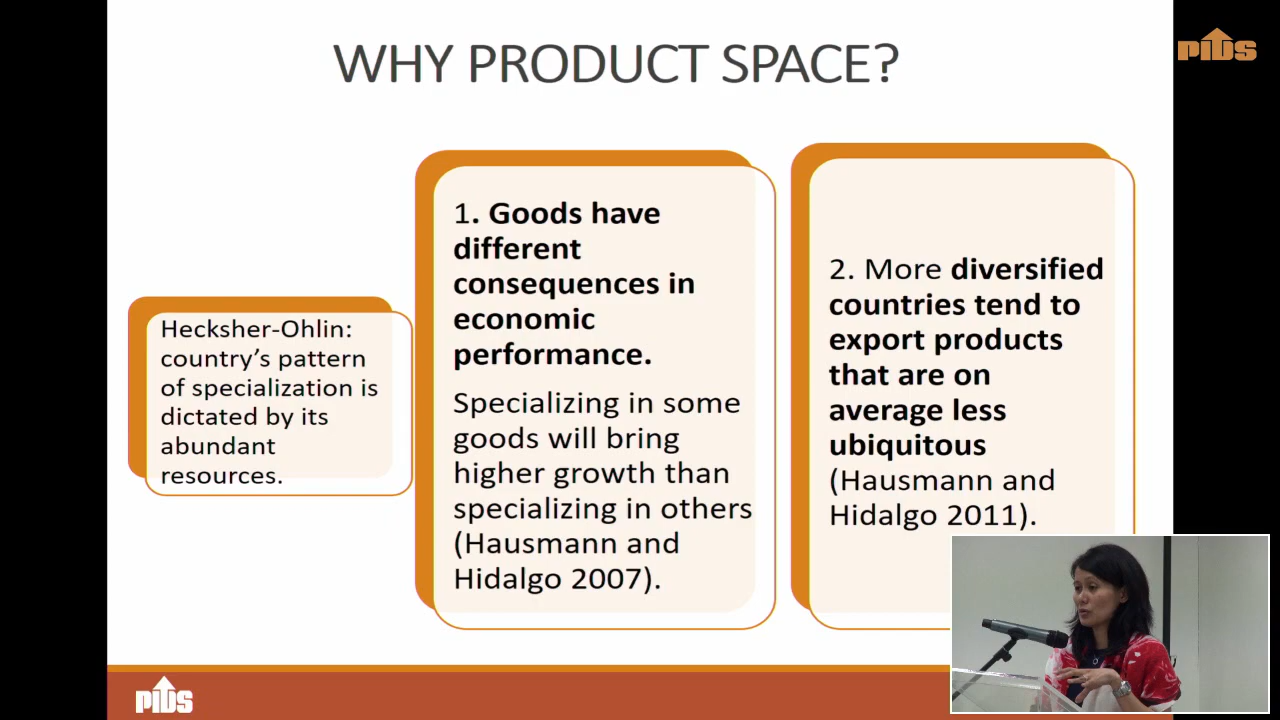 WHY PRODUCT SPACE?
PIDS
Hecksher-Ohlin:
country's pattern
of specialization is
dictated by its
abundant
resources.
1. Goods have
different
consequences in
economic
performance.
Specializing in some
goods will bring
higher growth than
specializing in others
(Hausmann and
Hidalgo 2007).
2. More diversified
countries tend to
export products
that are on
average less
ubiquitous
(Hausmann and
Hidalgo 2011).
PIDS